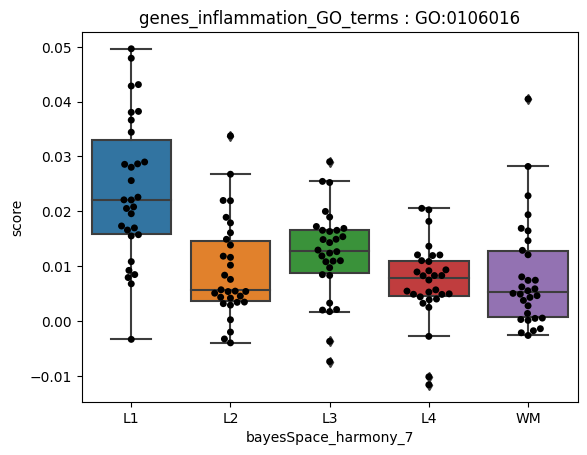 genes_inflammation_GO_terms : GO:0106016
0.05
0.04
0.03
0.02
0.01
0.00
−0.01
score
L1 L2 L3 L4 WM
bayesSpace_harmony_7